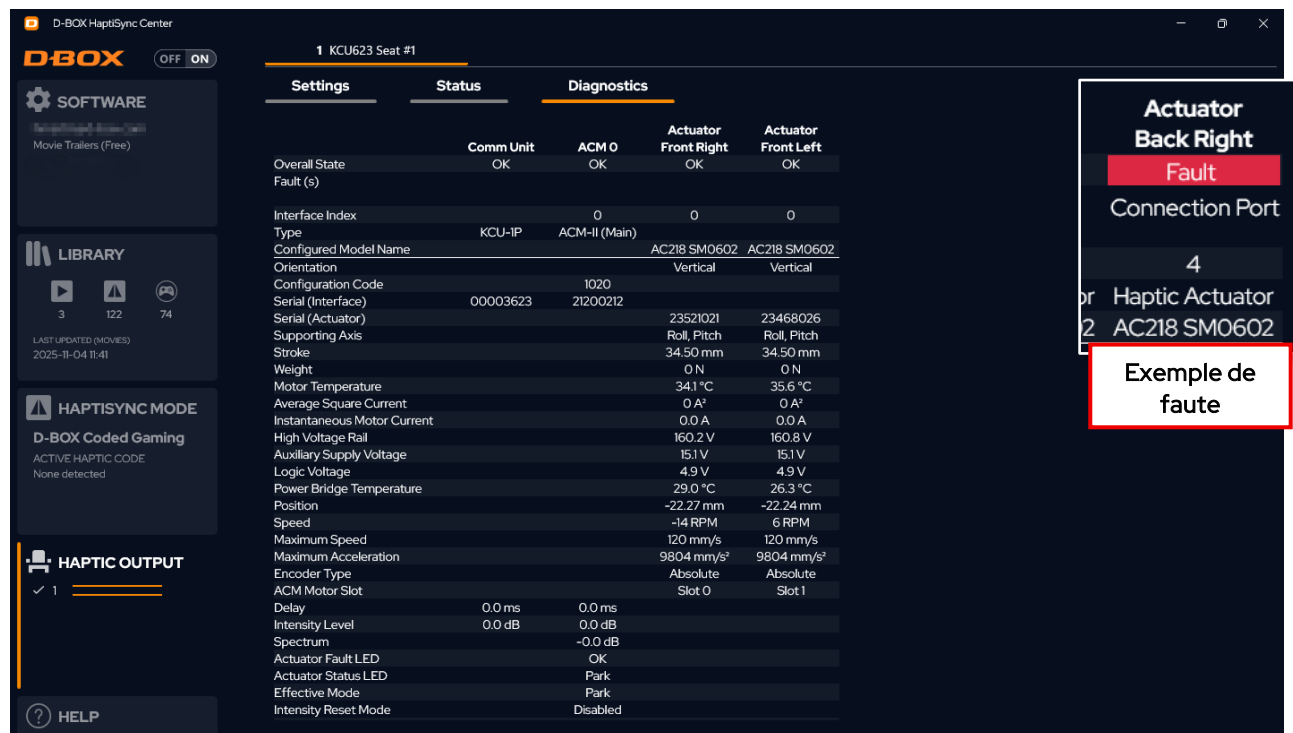 D-BOX HaptiSync Center
D-BOX
OFF ON
1 KCU623 Seat #1
Settings Status Diagnostics
SOFTWARE
Movie Trailers (Free)
LIBRARY
3 122 74
LAST UPDATED (MOVIES)
2025-11-04 11:41
HAPTISYNC MODE
D-BOX Coded Gaming
ACTIVE HAPTIC CODE
None detected
HAPTIC OUTPUT
1
? HELP
Actuator Actuator
Comm Unit ACM 0 Front Right Front Left
Overall State OK OK OK OK
Fault (s)
Interface Index 0 0 0
Type KCU-1P ACM-II (Main)
Configured Model Name AC218 SM0602 AC218 SM0602
Orientation Vertical Vertical
Configuration Code 1020
Serial (Interface) 00003623 21200212
Serial (Actuator) 23521021 23468026
Supporting Axis Roll, Pitch Roll, Pitch
Stroke 34.50 mm 34.50 mm
Weight 0 N 0 N
Motor Temperature 34.1 °C 35.6 °C
Average Square Current 0 A² 0 A²
Instantaneous Motor Current 0.0 A 0.0 A
High Voltage Rail 160.2 V 160.8 V
Auxiliary Supply Voltage 15.1 V 15.1 V
Logic Voltage 4.9 V 4.9 V
Power Bridge Temperature 29.0 °C 26.3 °C
Position -22.27 mm -22.24 mm
Speed -14 RPM 6 RPM
Maximum Speed 120 mm/s 120 mm/s
Maximum Acceleration 9804 mm/s² 9804 mm/s²
Encoder Type Absolute Absolute
ACM Motor Slot Slot 0 Slot 1
Delay 0.0 ms 0.0 ms
Intensity Level 0.0 dB 0.0 dB
Spectrum -0.0 dB
Actuator Fault LED OK
Actuator Status LED Park
Effective Mode Park
Intensity Reset Mode Disabled
Actuator
Back Right
Fault
Connection Port
4
or Haptic Actuator
02 AC218 SM0602
Exemple de
faute